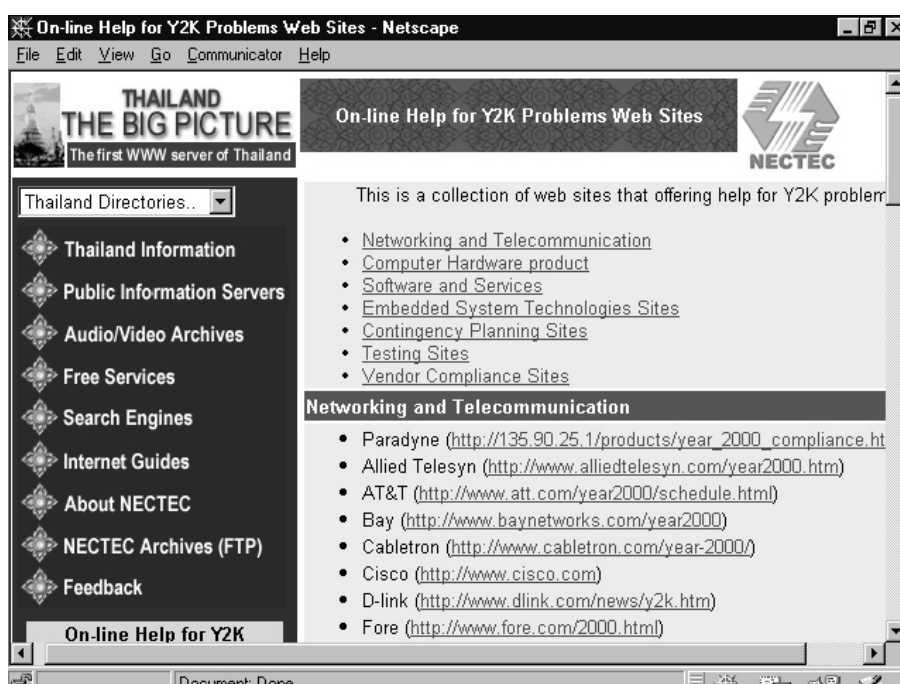 On-line Help for Y2K Problems Web Sites - Netscape
File Edit View Go Communicator Help
THAILAND
THE BIG PICTURE
The first WWW server of Thailand
On-line Help for Y2K Problems Web Sites
NECTEC
Thailand Directories..
Thailand Information
Public Information Servers
Audio/Video Archives
Free Services
Search Engines
Internet Guides
About NECTEC
NECTEC Archives (FTP)
Feedback
On-line Help for Y2K
This is a collection of web sites that offering help for Y2K problem
Networking and Telecommunication
Computer Hardware product
Software and Services
Embedded System Technologies Sites
Contingency Planning Sites
Testing Sites
Vendor Compliance Sites
Networking and Telecommunication
Paradyne (http://135.90.25.1/products/year_2000_compliance.ht
Allied Telesyn (http://www.alliedtelesyn.com/year2000.htm)
AT&T (http://www.att.com/year2000/schedule.html)
Bay (http://www.baynetworks.com/year2000)
Cabletron (http://www.cabletron.com/year-2000/)
Cisco (http://www.cisco.com)
D-link (http://www.dlink.com/news/y2k.htm)
Fore (http://www.fore.com/2000.html)
Document: Done